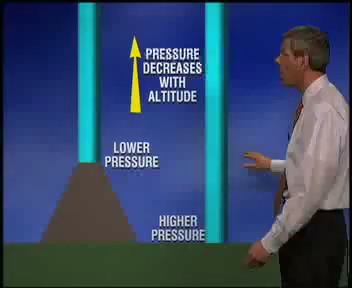 PRESSURE
DECREASES
WITH
ALTITUDE
LOWER
PRESSURE
HIGHER
PRESSURE